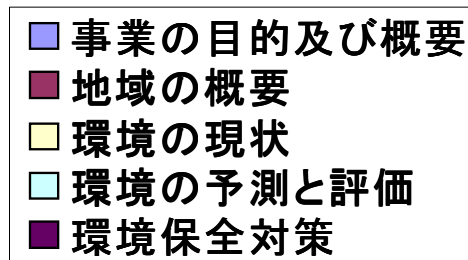 事業の目的及び概要
地域の概要
環境の現状
環境の予測と評価
環境保全対策